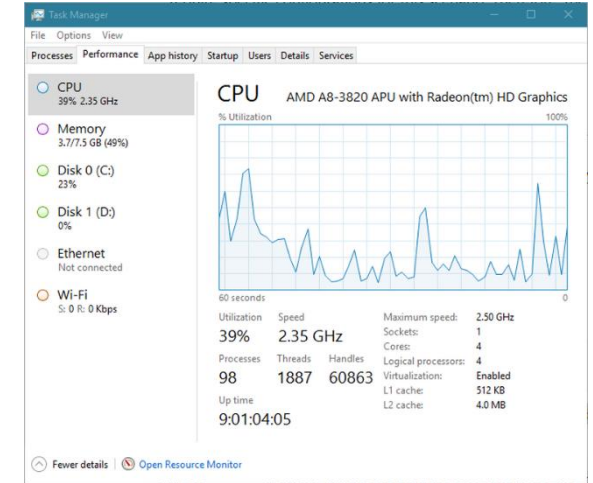 Task Manager
File Options View
Processes Performance App history Startup Users Details Services
CPU
39% 2.35 GHz
Memory
3.7/7.5 GB (49%)
Disk 0 (C:)
23%
Disk 1 (D:)
0%
Ethernet
Not connected
Wi-Fi
S: 0 R: 0 Kbps
CPU AMD A8-3820 APU with Radeon(tm) HD Graphics
% Utilization 100%
60 seconds 0
Utilization Speed
39% 2.35 GHz
Processes Threads Handles
98 1887 60863
Up time
9:01:04:05
Maximum speed: 2.50 GHz
Sockets: 1
Cores: 4
Logical processors: 4
Virtualization: Enabled
L1 cache: 512 KB
L2 cache: 4.0 MB
Fewer details Open Resource Monitor